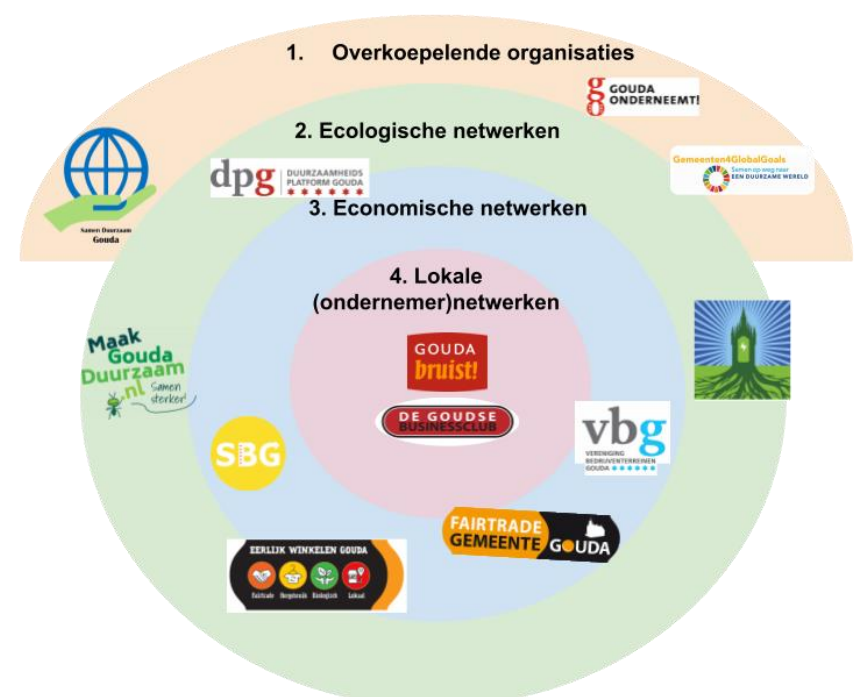 1. Overkoepelende organisaties
GOUDA
ONDERNEEMT!
2. Ecologische netwerken
Gemeenten4GlobalGoals
Samen op weg naar
EEN DUURZAME WERELD
dpg DUURZAAMHEIDS
PLATFORM GOUDA
3. Economische netwerken
Samen Duurzaam
Gouda
4. Lokale
(ondernemer)netwerken
Maak
Gouda
Duurzaam
.nl Samen
sterker!
GOUDA
bruist!
DE GOUDSE
BUSINESSCLUB
SBG
vbg
VERENIGING
BEDRIJVENTERREINEN
GOUDA
FAIRTRADE
GEMEENTE GOUDA
EERLIJK WINKELEN GOUDA
Fairtrade Hergebruik Biologisch Lokaal